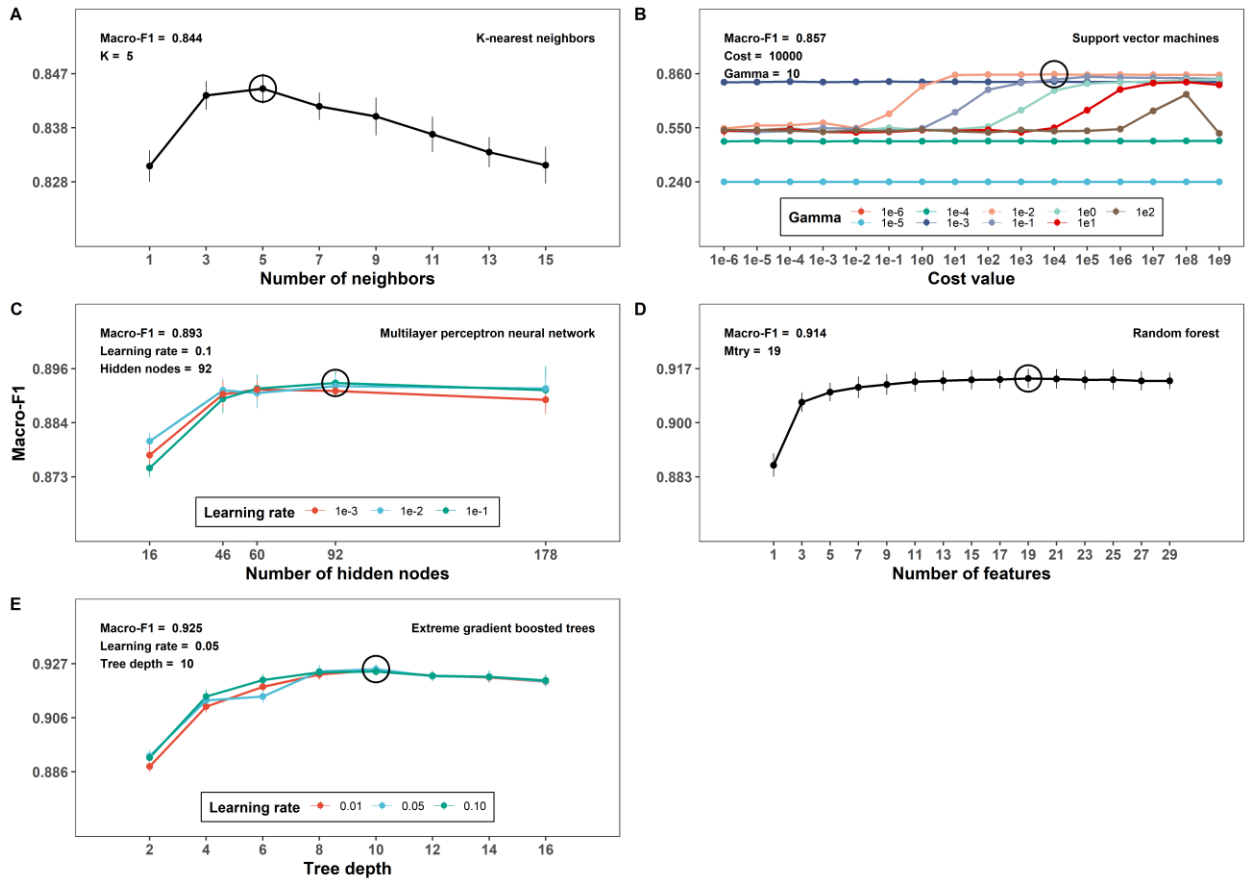 A
Macro-F1 = 0.844
K-nearest neighbors
K = 5
0.847
0.838
0.828
1 3 5 7 9 11 13 15
Number of neighbors
B
Macro-F1 = 0.857
Support vector machines
Cost = 10000
Gamma = 10
0.860
0.550
0.240
Gamma
1e-6 1e-4 1e-2 1e0 1e2
1e-5 1e-3 1e-1 1e1
1e-6 1e-5 1e-4 1e-3 1e-2 1e-1 1e0 1e1 1e2 1e3 1e4 1e5 1e6 1e7 1e8 1e9
Cost value
C
Macro-F1 = 0.893
Multilayer perceptron neural network
Learning rate = 0.1
Hidden nodes = 92
0.896
0.884
0.873
Macro-F1
Learning rate 1e-3 1e-2 1e-1
16 46 60 92 178
Number of hidden nodes
D
Macro-F1 = 0.914
Random forest
Mtry = 19
0.917
0.900
0.883
1 3 5 7 9 11 13 15 17 19 21 23 25 27 29
Number of features
E
Macro-F1 = 0.925
Extreme gradient boosted trees
Learning rate = 0.05
Tree depth = 10
0.927
0.906
0.886
Learning rate 0.01 0.05 0.10
2 4 6 8 10 12 14 16
Tree depth